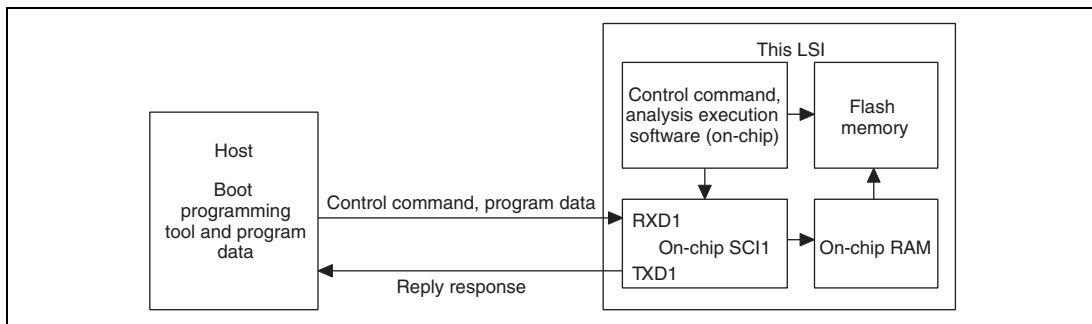 This LSI
Control command,
analysis execution
software (on-chip)
Flash
memory
Host
Boot
programming
tool and program
data
Control command, program data
RXD1
On-chip SCI1
TXD1
On-chip RAM
Reply response